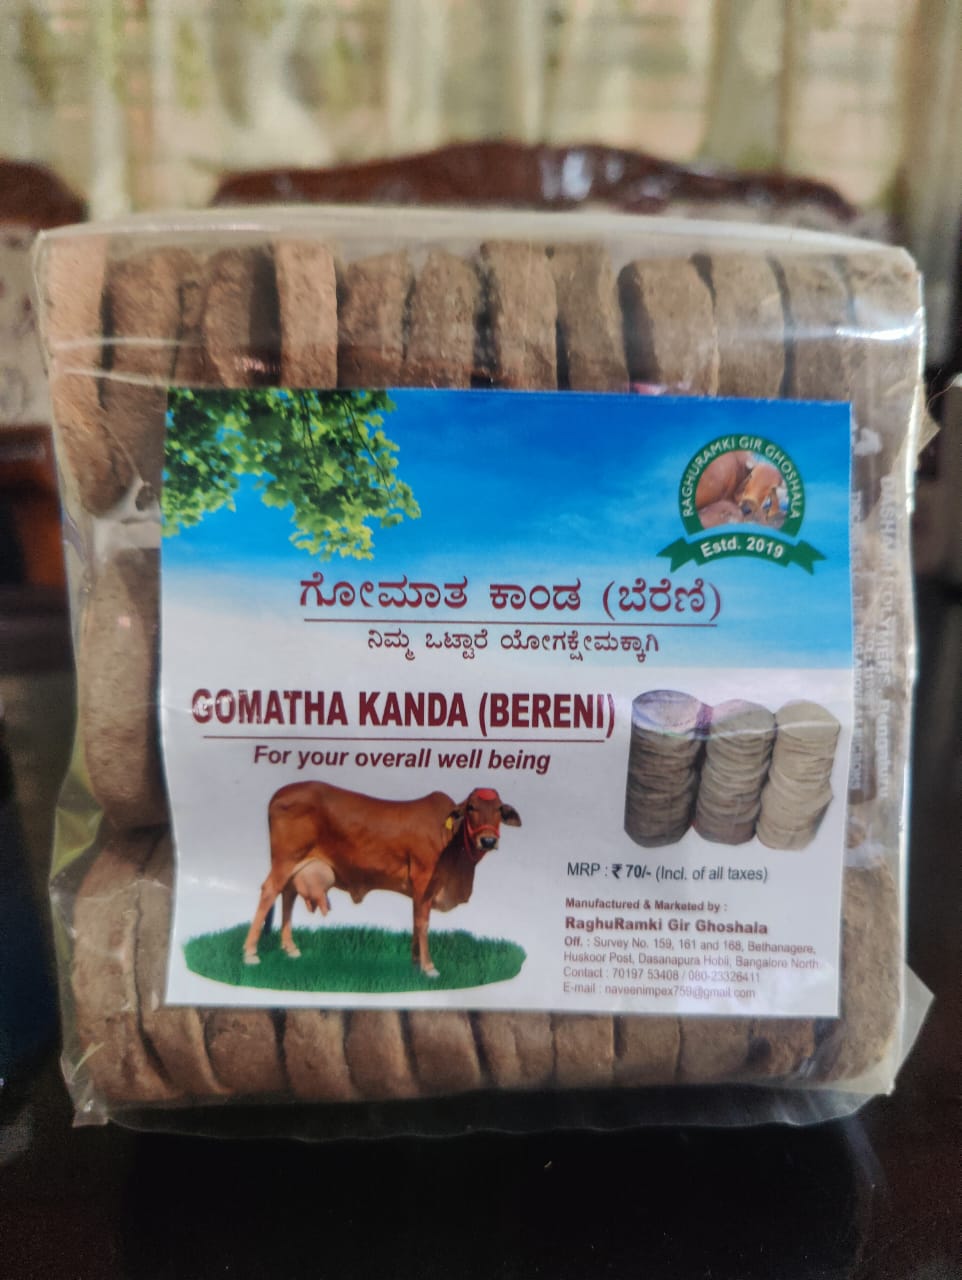 RAGHURAMKI GIR GHOSHALA
Estd. 2019
ಗೋಮಾತ ಕಾಂಡ (ಬೆರೆಣಿ)
ನಿಮ್ಮ ಒಟ್ಟಾರೆ ಯೋಗಕ್ಷೇಮಕ್ಕಾಗಿ
GOMATHA KANDA (BERENI)
For your overall well being
MRP : ₹ 70/- (Incl. of all taxes)
Manufactured & Marketed by :
RaghuRamki Gir Ghoshala
Off. : Survey No. 159, 161 and 168, Bethanagere,
Huskoor Post, Dasanapura Hobli, Bangalore North
Contact : 70197 53408 / 080-23326411
E-mail : naveenimpex759@gmail.com